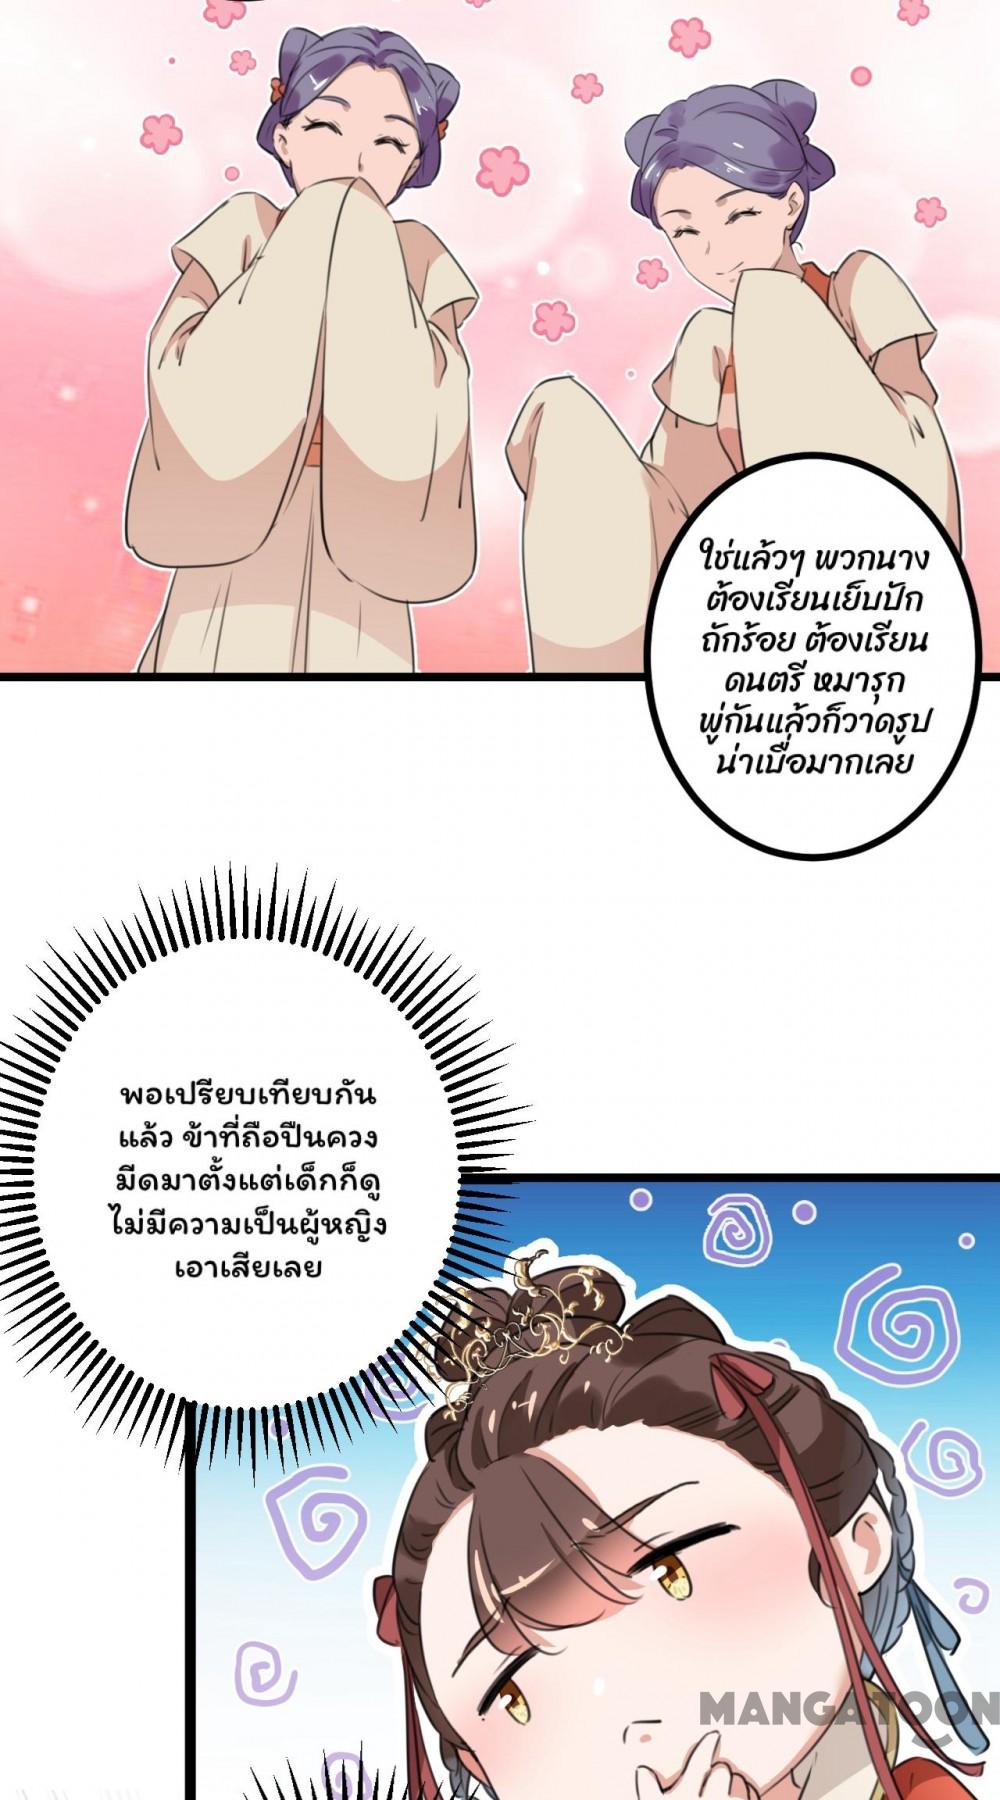 ใช่แล้วๆ พวกนาง
ต้องเรียนเย็บปัก
ถักร้อย ต้องเรียน
ดนตรี หมารุก
พู่กันแล้วก็วาดรูป
น่าเบื่อมากเลย
พอเปรียบเทียบกัน
แล้ว ข้าที่ถือปืนควง
มีดมาตั้งแต่เด็กก็ดู
ไม่มีความเป็นผู้หญิง
เอาเสียเลย
MANGATOON